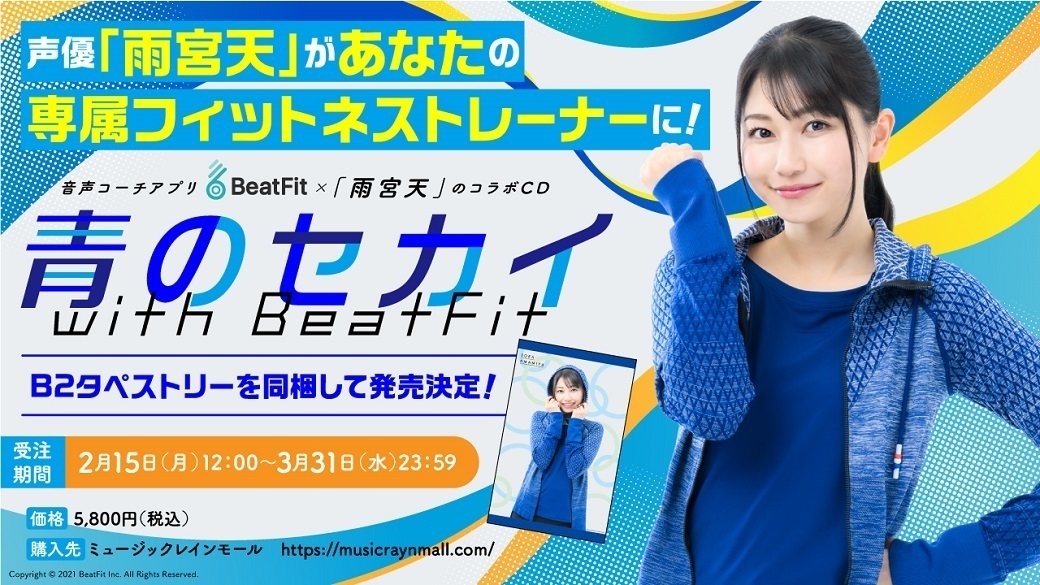 声優「雨宮天」があなたの
専属フィットネストレーナーに!
音声コーチアプリ BeatFit ×「雨宮天」のコラボCD
青のセカイ
with BeatFit
B2タペストリーを同梱して発売決定!
SORA
AMAMIYA
受注
期間
2月15日(月)12:00〜3月31日(水)23:59
価格 5,800円(税込)
購入先 ミュージックレインモール https://musicraynmall.com/
Copyright © 2021 BeatFit Inc. All Rights Reserved.